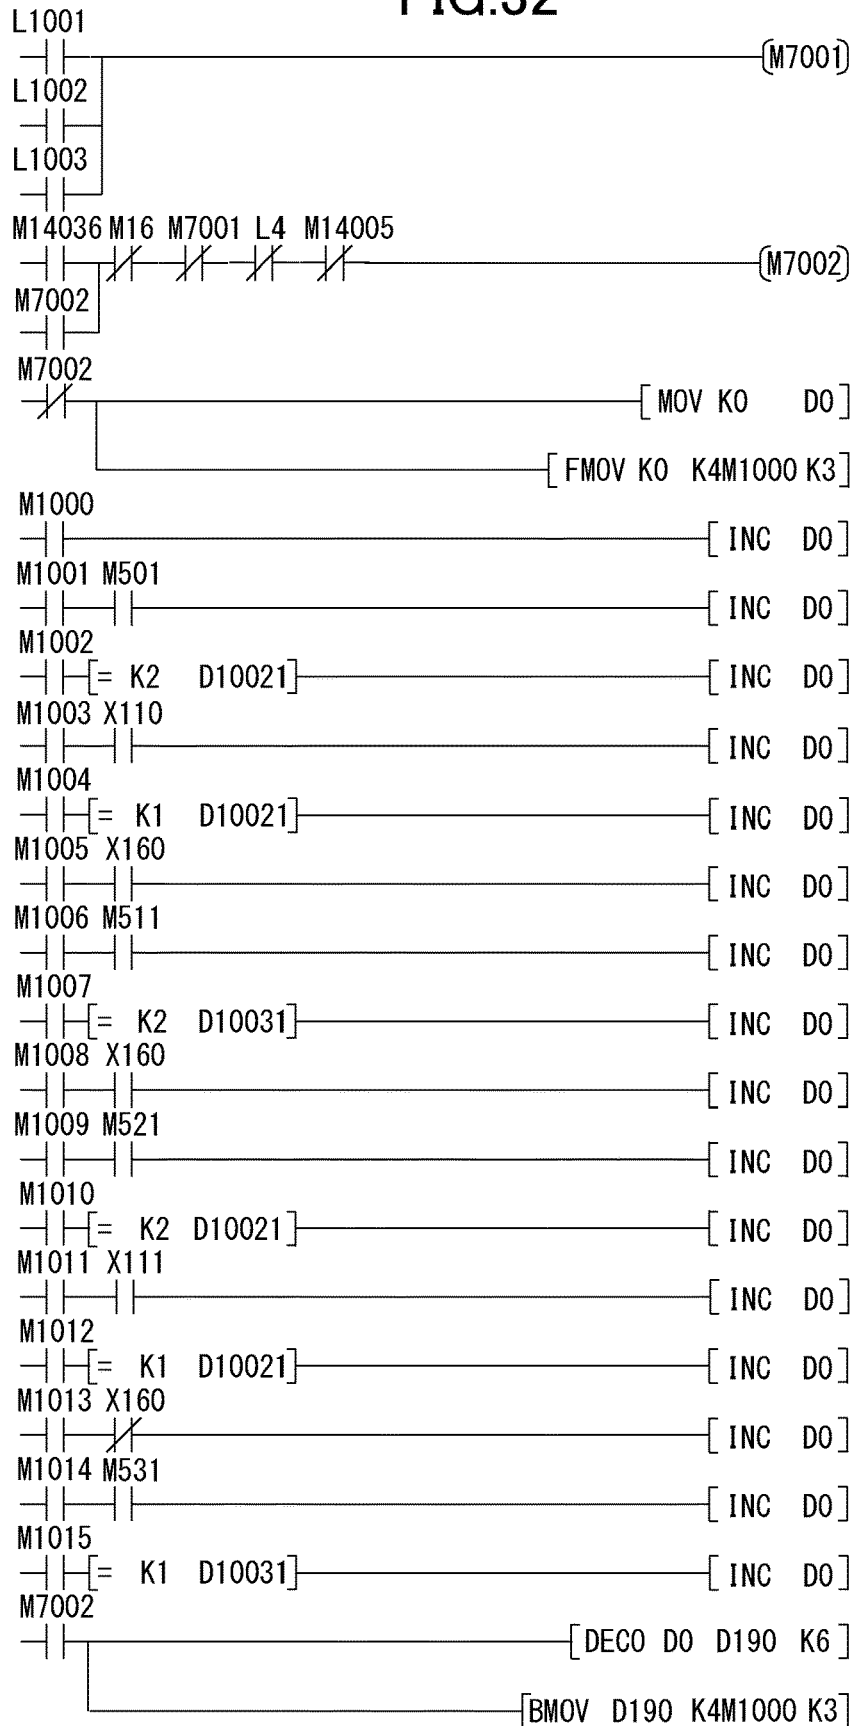 FIG.32
L1001
(M7001)
L1002
L1003
M14036 M16 M7001 L4 M14005
(M7002)
M7002
M7002
[ MOV K0 D0 ]
[ FMOV K0 K4M1000 K3 ]
M1000
[ INC D0 ]
M1001 M501
[ INC D0 ]
M1002
[= K2 D10021] [ INC D0 ]
M1003 X110
[ INC D0 ]
M1004
[= K1 D10021] [ INC D0 ]
M1005 X160
[ INC D0 ]
M1006 M511
[ INC D0 ]
M1007
[= K2 D10031] [ INC D0 ]
M1008 X160
[ INC D0 ]
M1009 M521
[ INC D0 ]
M1010
[= K2 D10021] [ INC D0 ]
M1011 X111
[ INC D0 ]
M1012
[= K1 D10021] [ INC D0 ]
M1013 X160
[ INC D0 ]
M1014 M531
[ INC D0 ]
M1015
[= K1 D10031] [ INC D0 ]
M7002
[ DECO D0 D190 K6 ]
[ BMOV D190 K4M1000 K3 ]